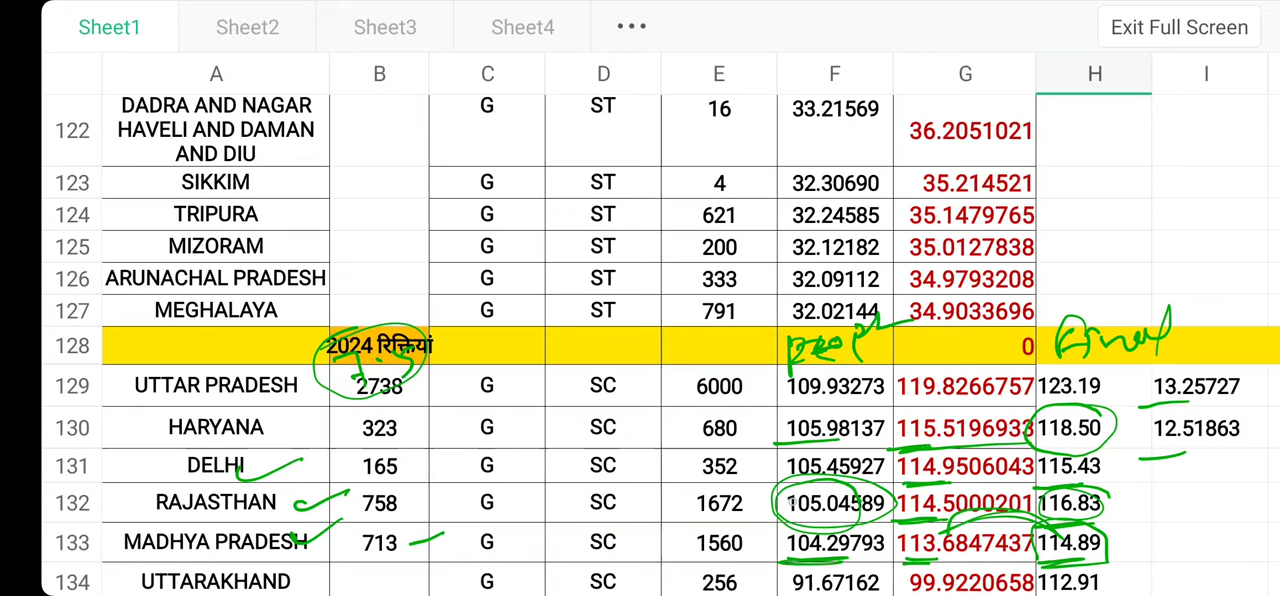 Sheet1 Sheet2 Sheet3 Sheet4 ••• Exit Full Screen
A B C D E F G H I
122 DADRA AND NAGAR HAVELI AND DAMAN AND DIU G ST 16 33.21569 36.2051021
123 SIKKIM G ST 4 32.30690 35.214521
124 TRIPURA G ST 621 32.24585 35.1479765
125 MIZORAM G ST 200 32.12182 35.0127838
126 ARUNACHAL PRADESH G ST 333 32.09112 34.9793208
127 MEGHALAYA G ST 791 32.02144 34.9033696
128 2024 रिक्तियां 0 Final
129 UTTAR PRADESH 2738 G SC 6000 109.93273 119.8266757 123.19 13.25727
130 HARYANA 323 G SC 680 105.98137 115.5196933 118.50 12.51863
131 DELHI 165 G SC 352 105.45927 114.9506043 115.43
132 RAJASTHAN 758 G SC 1672 105.04589 114.5000201 116.83
133 MADHYA PRADESH 713 G SC 1560 104.29793 113.6847437 114.89
134 UTTARAKHAND G SC 256 91.67162 99.9220658 112.91